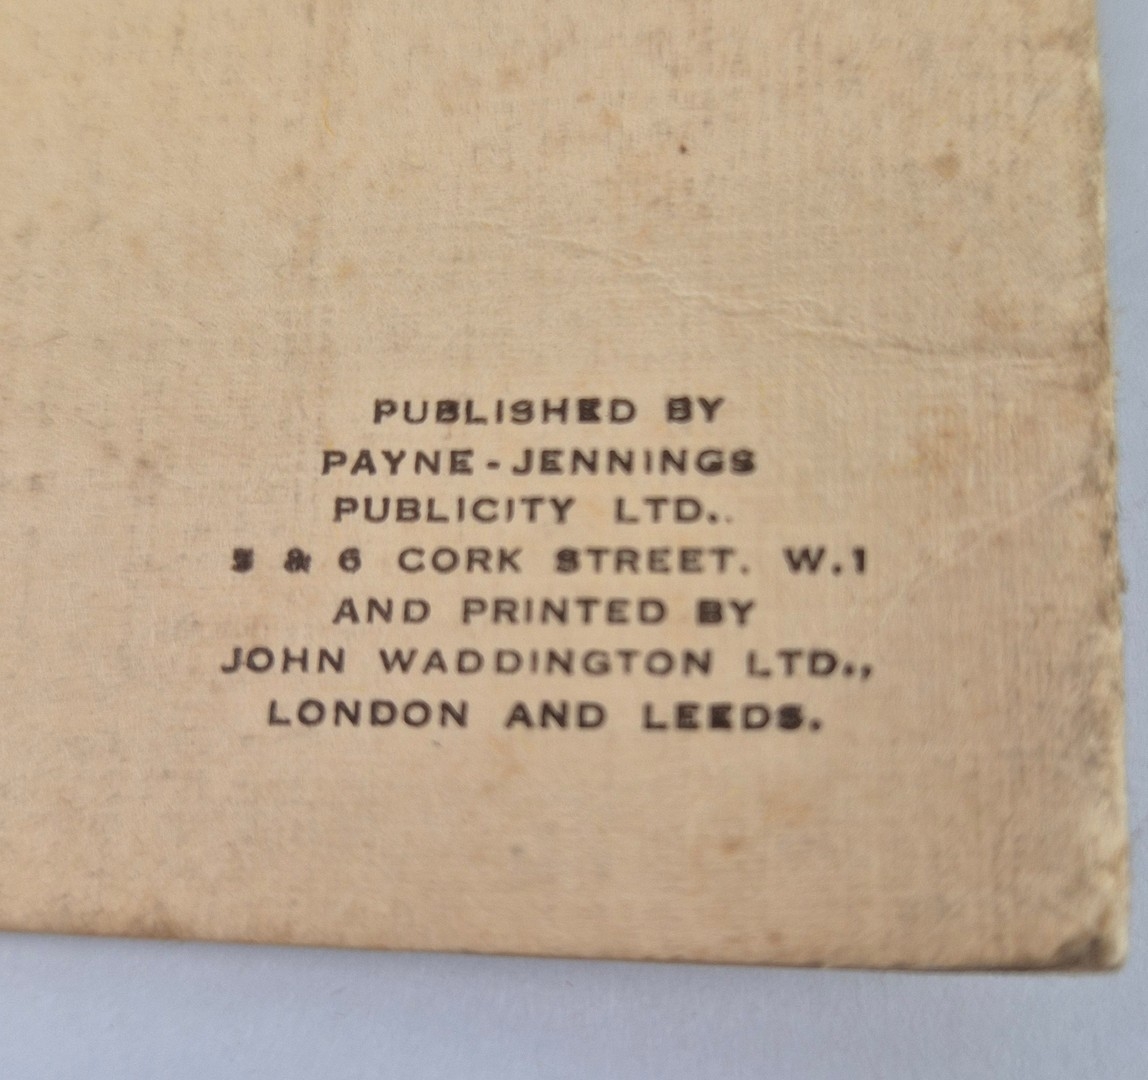 PUBLISHED BY
PAYNE-JENNINGS
PUBLICITY LTD..
5 & 6 CORK STREET. W.1
AND PRINTED BY
JOHN WADDINGTON LTD.,
LONDON AND LEEDS.